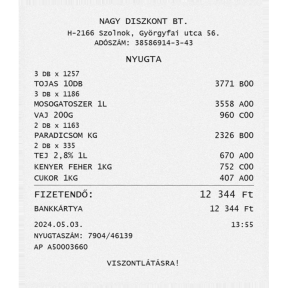 NAGY DISZKONT BT.
H-2166 Szolnok, Györgyfai utca 56.
ADÓSZÁM: 38586914-3-43
NYUGTA
3 DB x 1257
TOJAS 10DB 3771 B00
3 DB x 1186
MOSOGATOSZER 1L 3558 A00
VAJ 200G 960 C00
2 DB x 1163
PARADICSOM KG 2326 B00
2 DB x 335
TEJ 2,8% 1L 670 A00
KENYER FEHER 1KG 752 C00
CUKOR 1KG 407 A00
FIZETENDŐ: 12 344 Ft
BANKKÁRTYA 12 344 Ft
2024.05.03. 13:55
NYUGTASZÁM: 7904/46139
AP A50003660
VISZONTLÁTÁSRA!